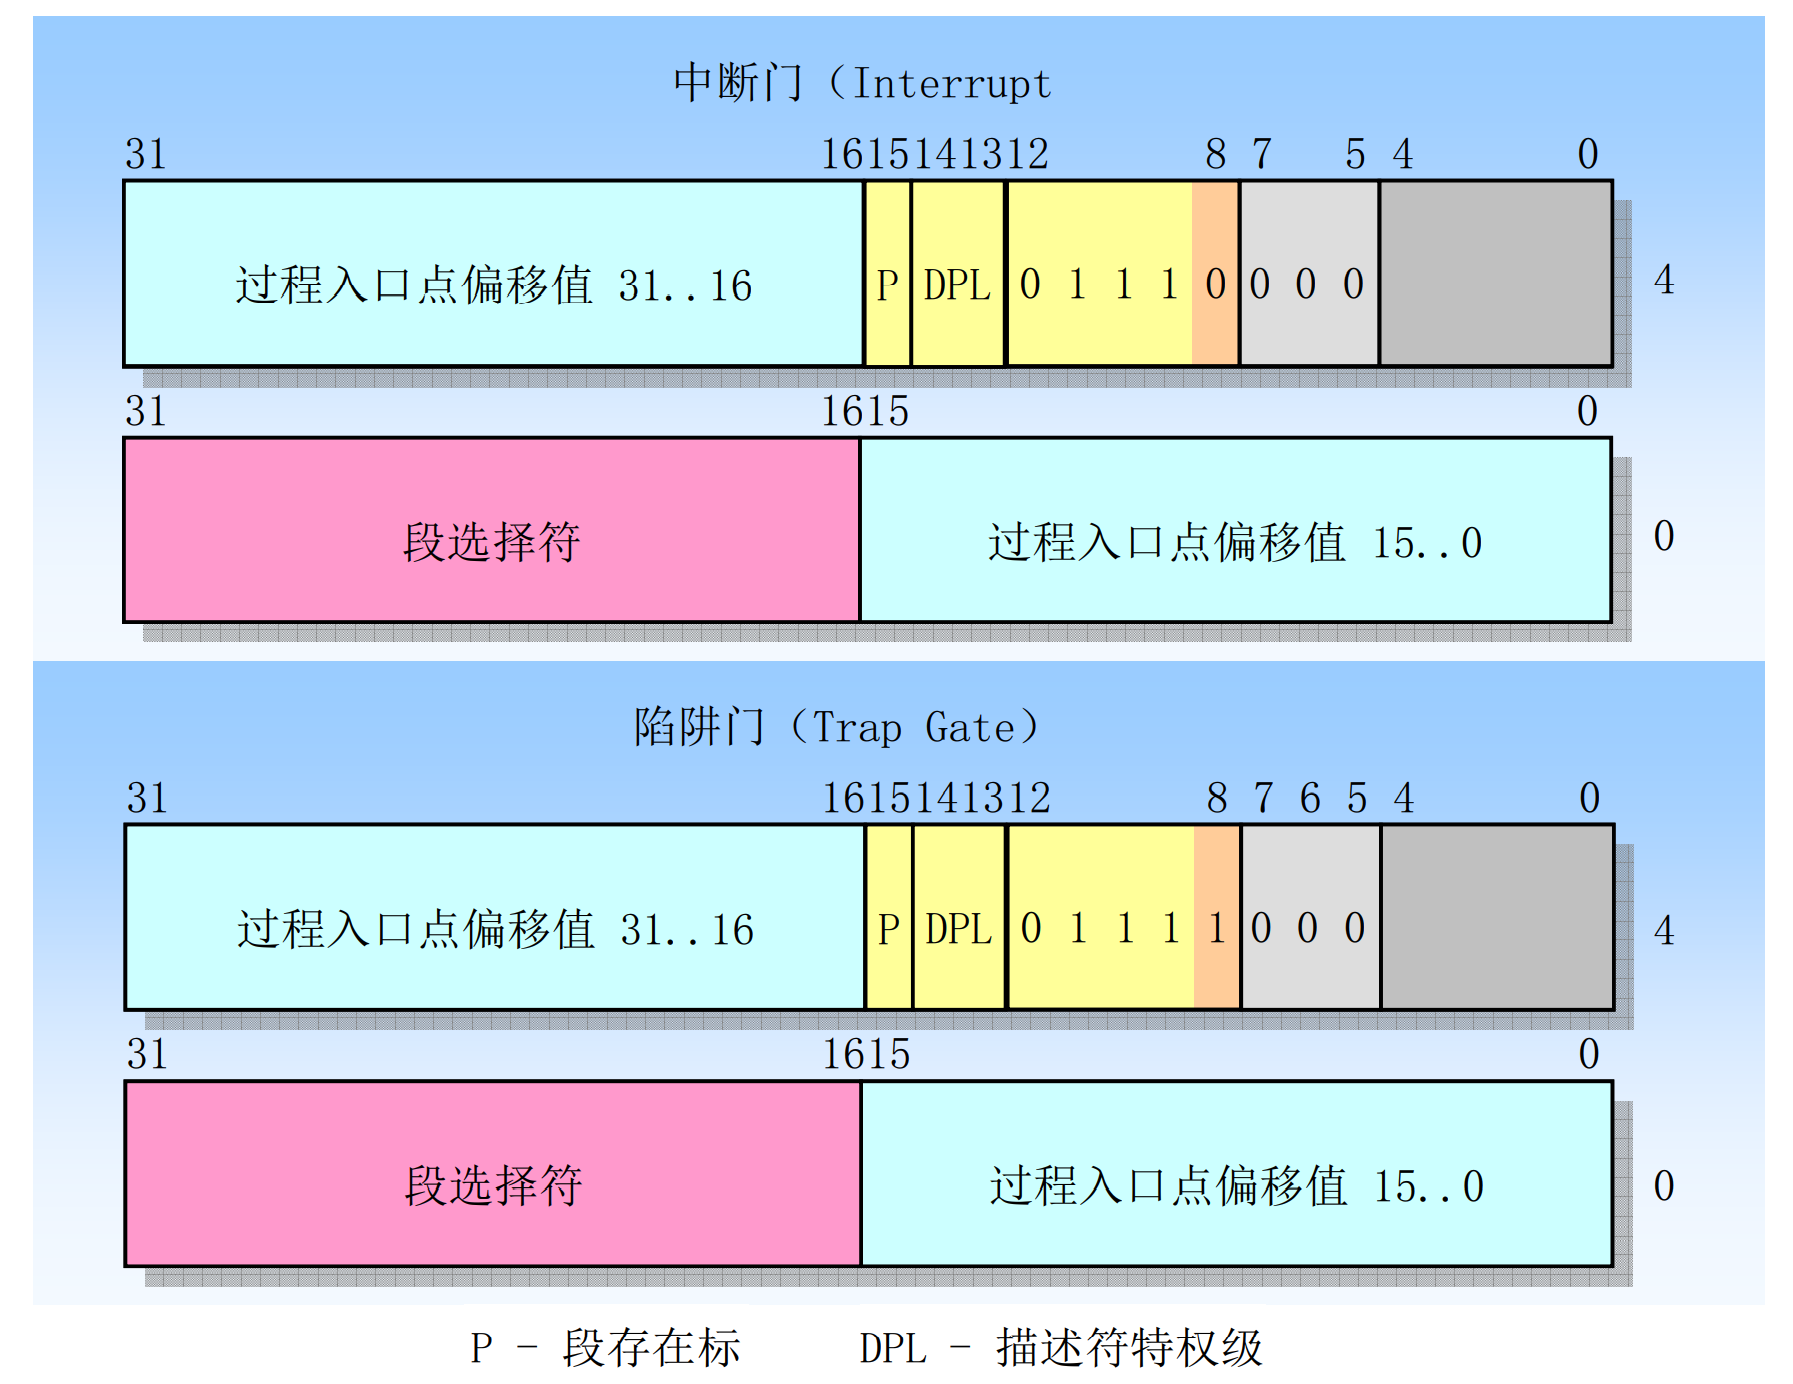 中断门（Interrupt
31 16 15 14 13 12 8 7 5 4 0
过程入口点偏移值 31..16 P DPL 0 1 1 1 0 0 0 0 4
31 16 15 0
段选择符 过程入口点偏移值 15..0 0
陷阱门（Trap Gate）
31 16 15 14 13 12 8 7 6 5 4 0
过程入口点偏移值 31..16 P DPL 0 1 1 1 1 0 0 0 4
31 16 15 0
段选择符 过程入口点偏移值 15..0 0
P - 段存在标 DPL - 描述符特权级